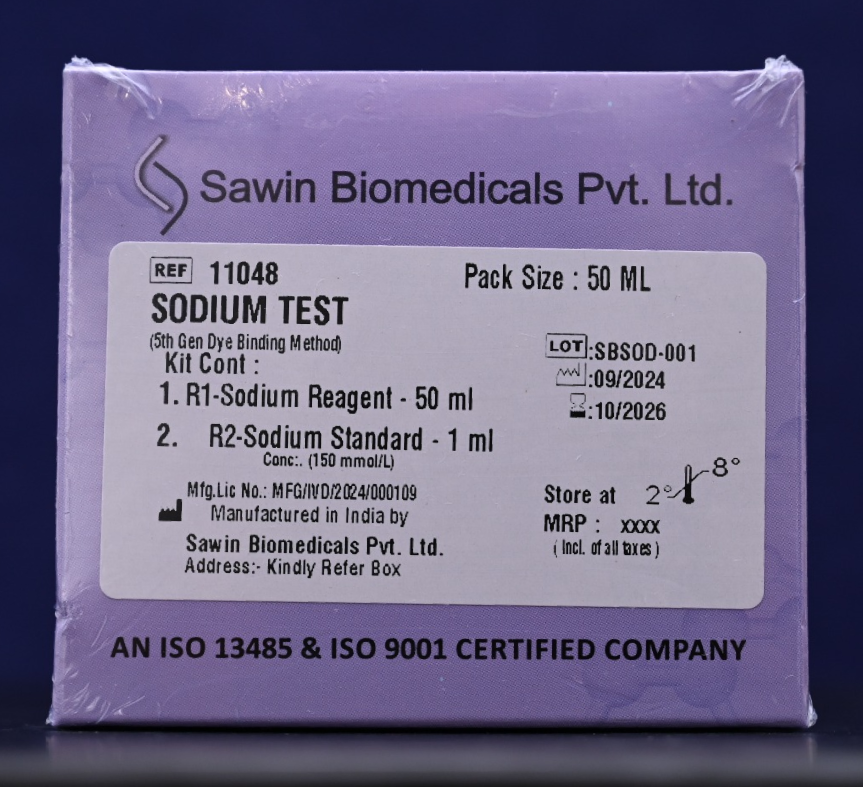 Sawin Biomedicals Pvt. Ltd.
REF 11048
Pack Size : 50 ML
SODIUM TEST
(5th Gen Dye Binding Method)
Kit Cont :
1. R1-Sodium Reagent - 50 ml
2. R2-Sodium Standard - 1 ml
Conc:. (150 mmol/L)
LOT :SBSOD-001
:09/2024
:10/2026
Mfg.Lic No.: MFG/IVD/2024/000109
Manufactured in India by
Sawin Biomedicals Pvt. Ltd.
Address:- Kindly Refer Box
Store at 2° 8°
MRP : xxxx
( Incl. of all taxes )
AN ISO 13485 & ISO 9001 CERTIFIED COMPANY